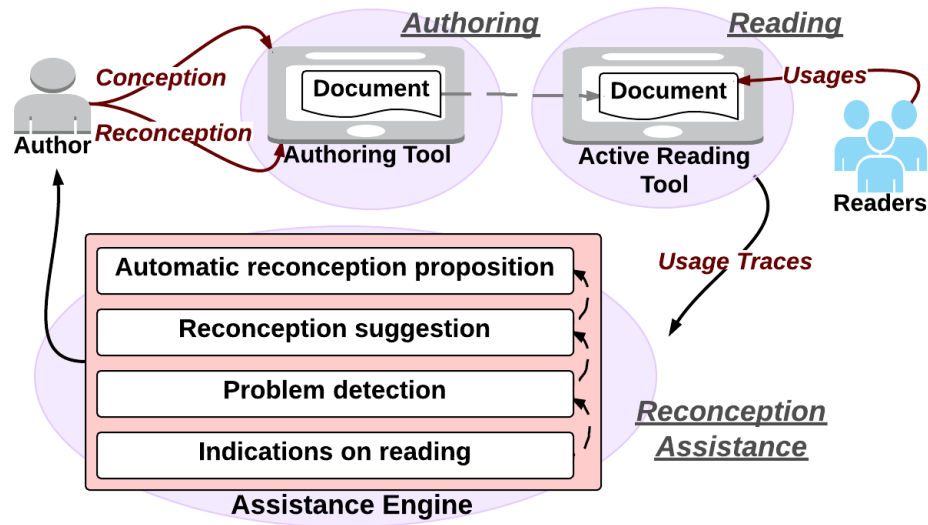 Authoring
Reading
Conception
Document
Document
Usages
Reconception
Author
Authoring Tool
Active Reading
Tool
Readers
Usage Traces
Automatic reconception proposition
Reconception suggestion
Problem detection
Indications on reading
Reconception
Assistance
Assistance Engine